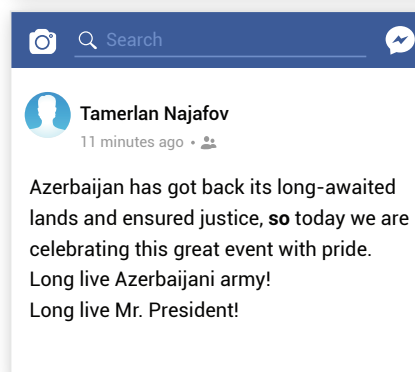 Search
Tamerlan Najafov
11 minutes ago •
Azerbaijan has got back its long-awaited
lands and ensured justice, so today we are
celebrating this great event with pride.
Long live Azerbaijani army!
Long live Mr. President!